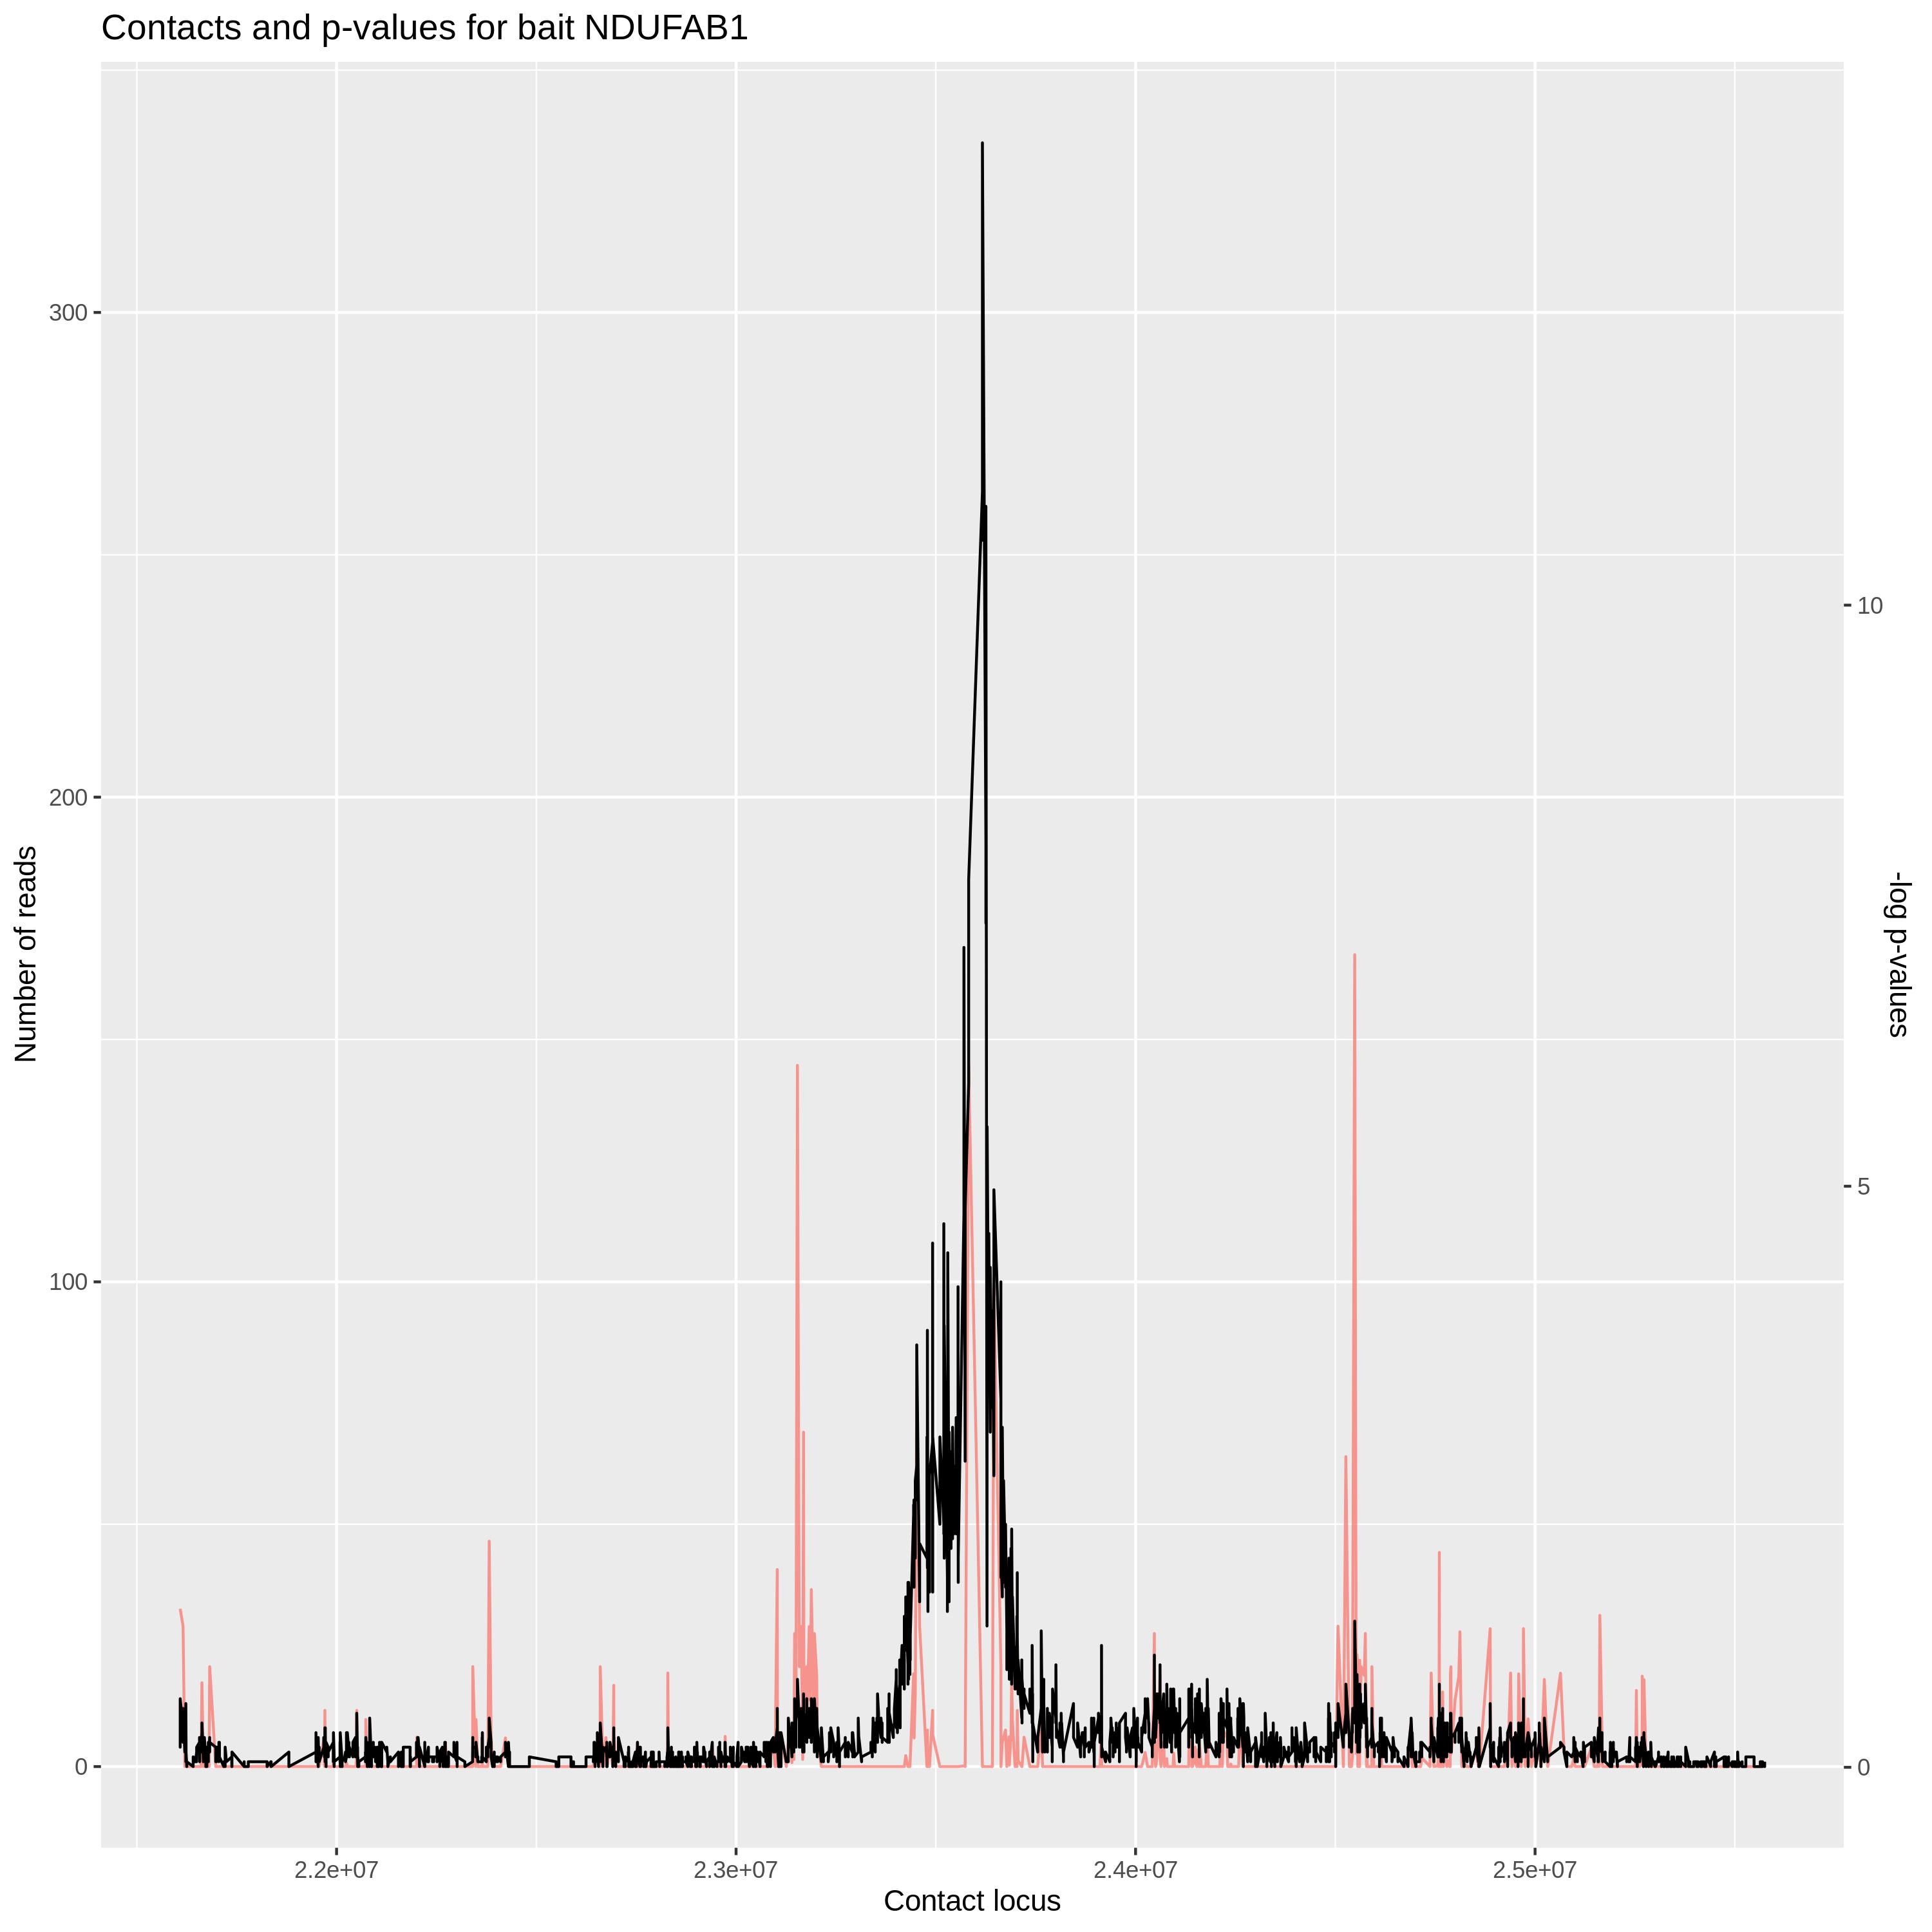 Contacts and p-values for bait NDUFAB1
300
200
100
0
10
5
0
Number of reads
-log p-values
2.2e+07
2.3e+07
2.4e+07
2.5e+07
Contact locus